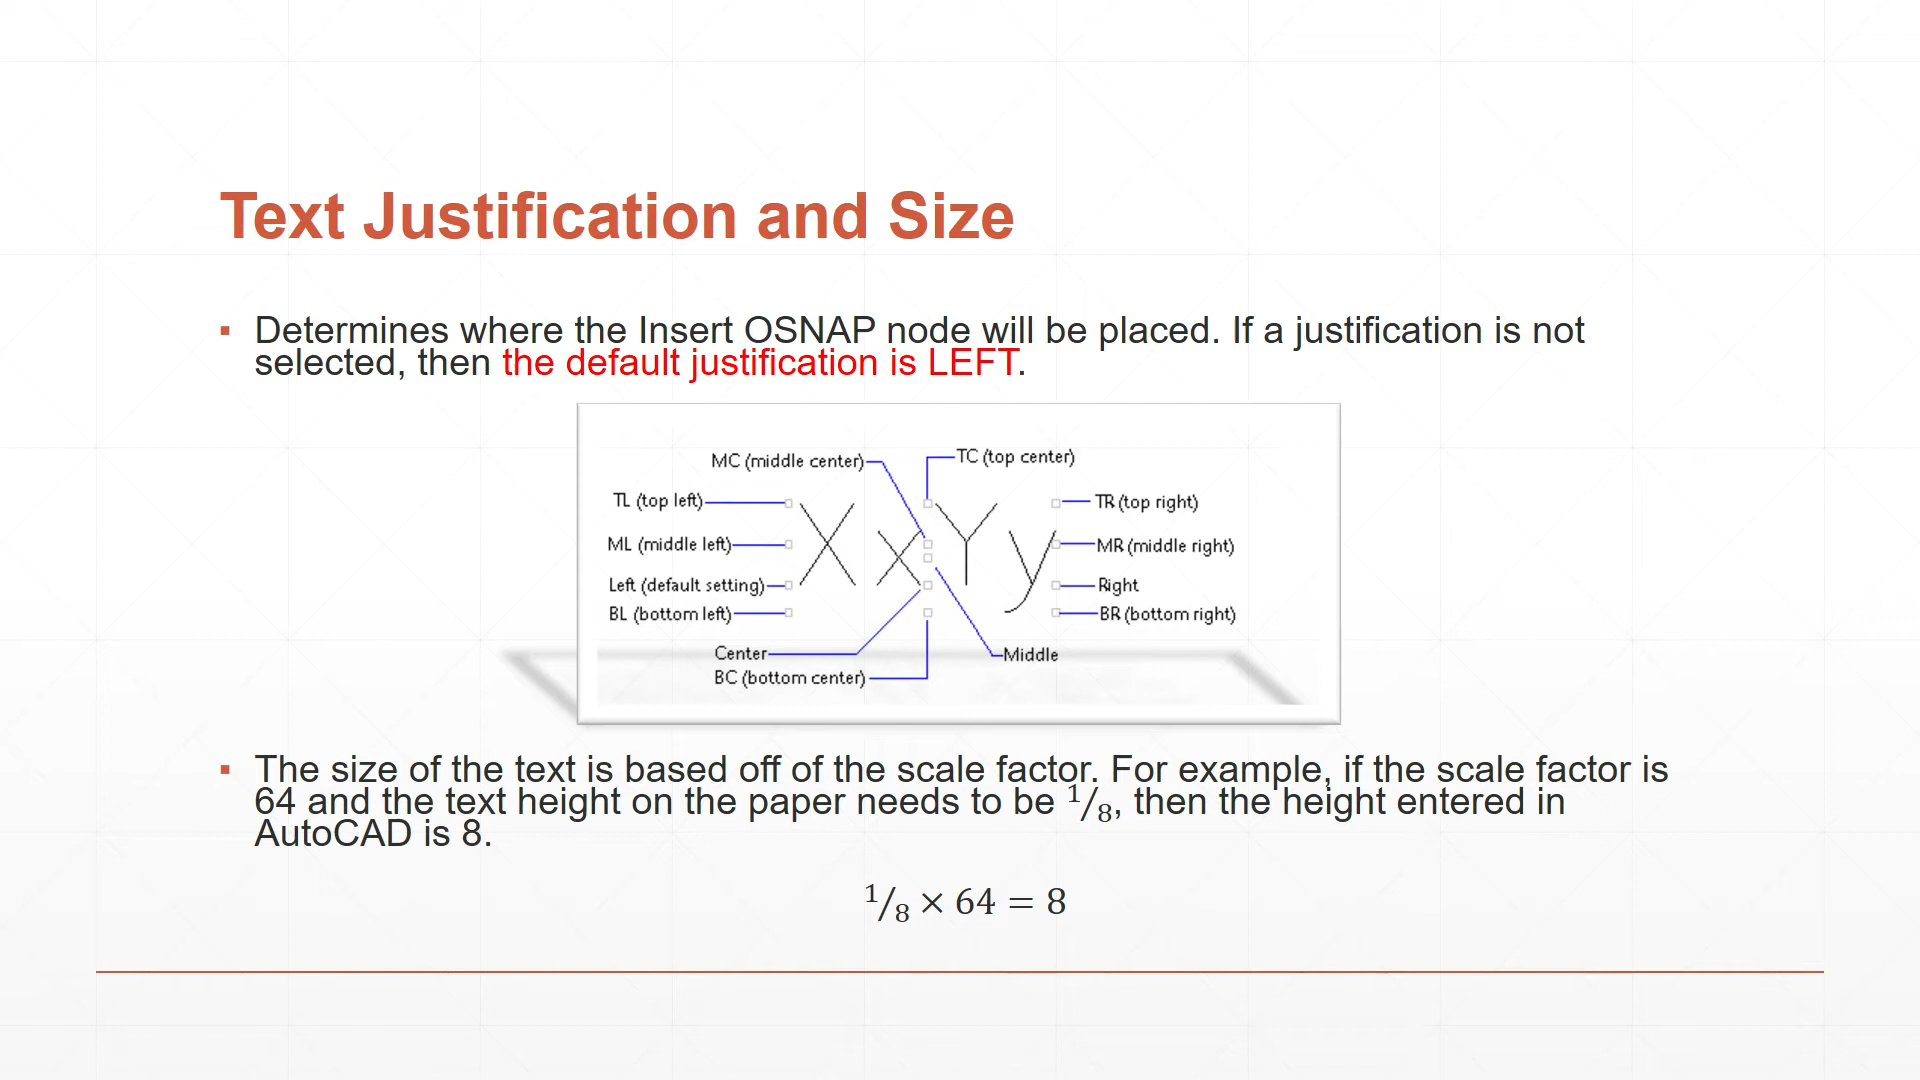 Text Justification and Size
▪ Determines where the Insert OSNAP node will be placed. If a justification is not
selected, then the default justification is LEFT.
MC (middle center)
TC (top center)
TL (top left)
TR (top right)
ML (middle left)
MR (middle right)
Left (default setting)
Right
BL (bottom left)
BR (bottom right)
Center
Middle
BC (bottom center)
X x Y y
▪ The size of the text is based off of the scale factor. For example, if the scale factor is
64 and the text height on the paper needs to be 1/8, then the height entered in
AutoCAD is 8.
1/8 × 64 = 8